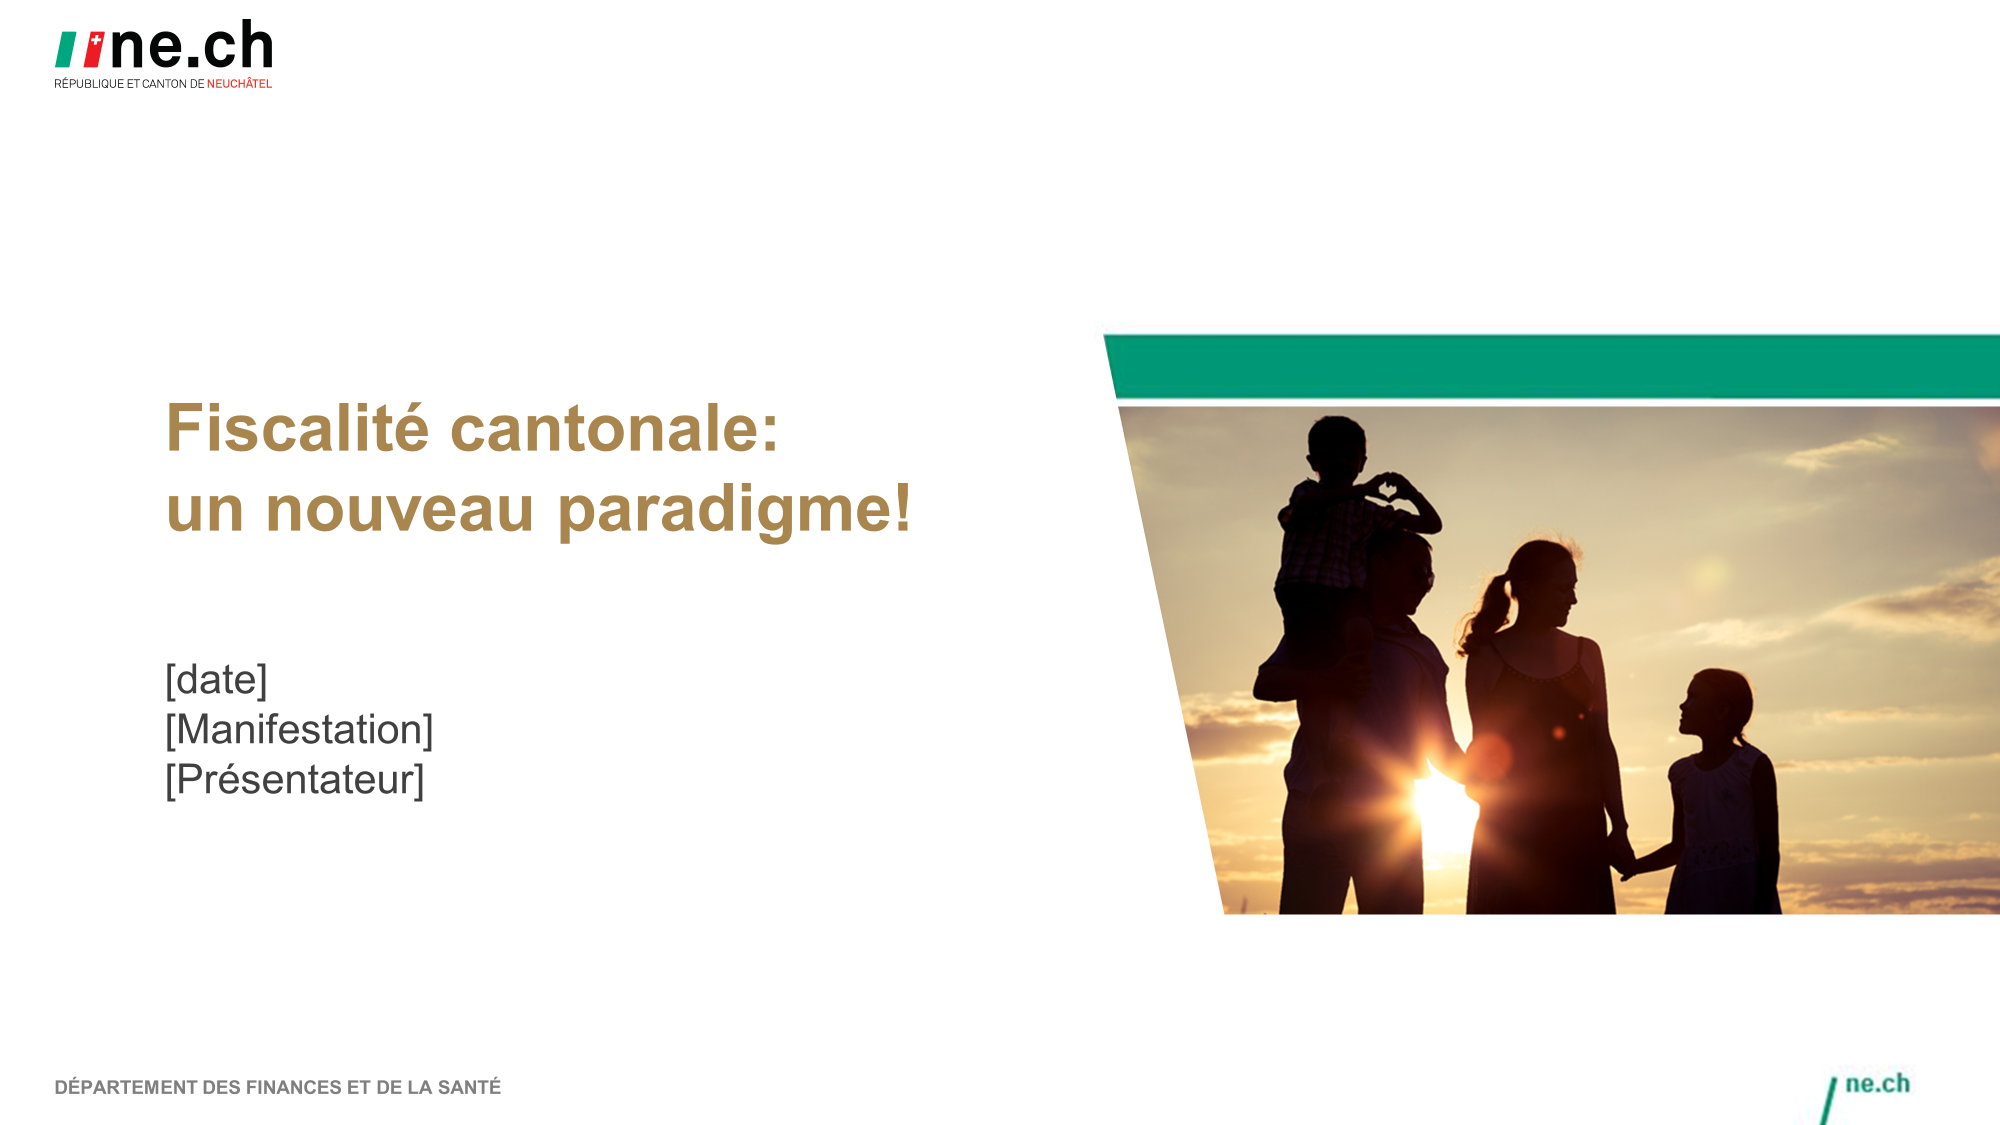 ne.ch
RÉPUBLIQUE ET CANTON DE NEUCHÂTEL
Fiscalité cantonale:
un nouveau paradigme!
[date]
[Manifestation]
[Présentateur]
DÉPARTEMENT DES FINANCES ET DE LA SANTÉ
ne.ch